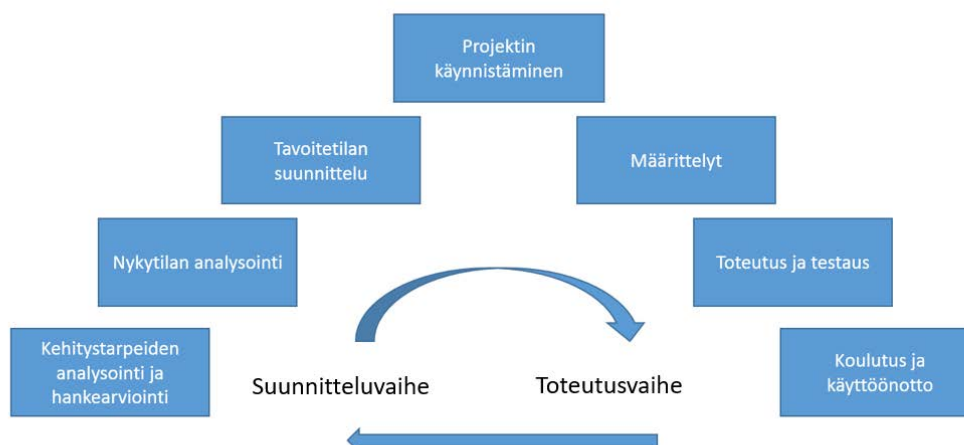 Projektin
käynnistäminen
Tavoitetilan
suunnittelu
Määrittelyt
Nykytilan analysointi
Toteutus ja testaus
Kehitystarpeiden
analysointi ja
hankearviointi
Suunnitteluvaihe
Toteutusvaihe
Koulutus ja
käyttöönotto